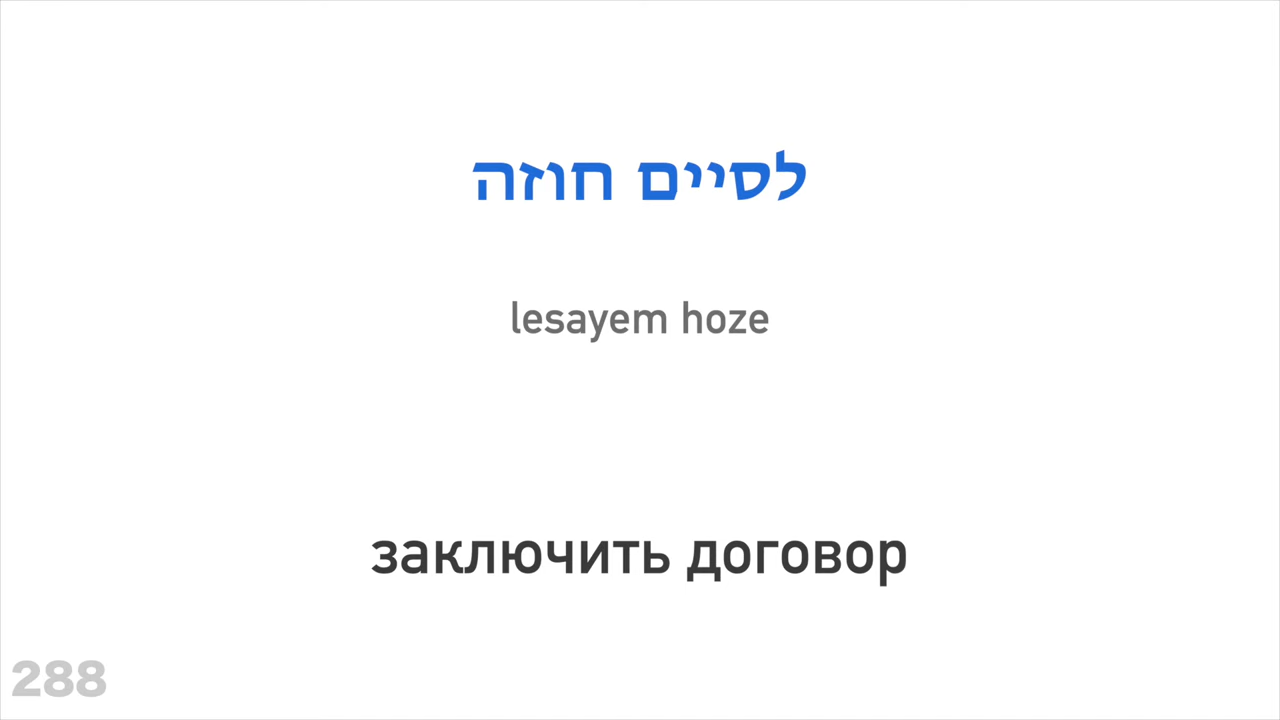 לסיים חוזה
lesayem hoze
заключить договор
288